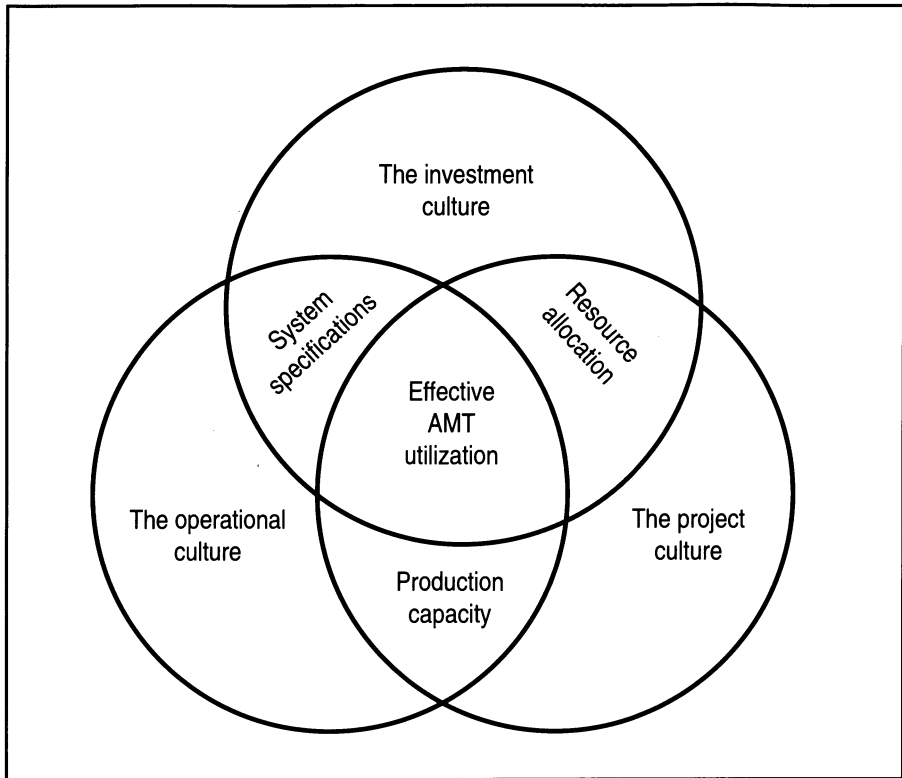 The investment
culture
System
specifications
Resource
allocation
Effective
AMT
utilization
The operational
culture
The project
culture
Production
capacity